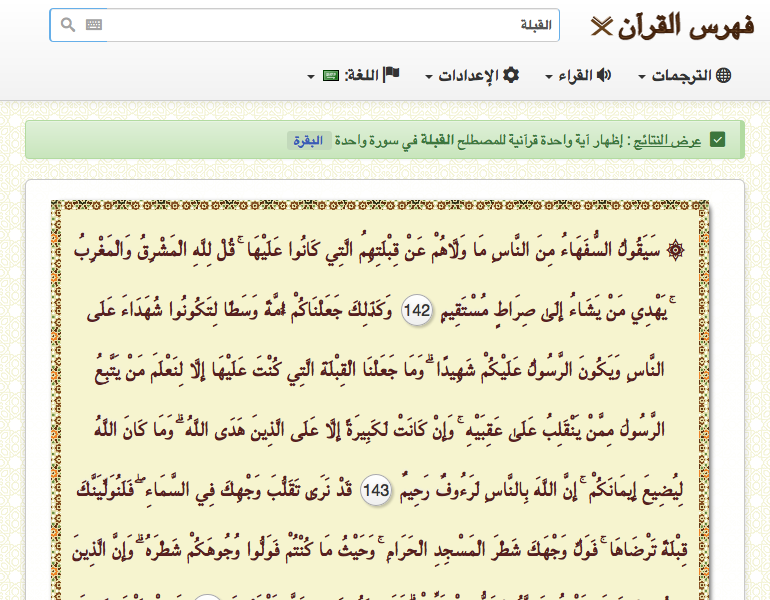 فهرس القرآن
القبلة
الترجمات القراء الإعدادات اللغة:
عرض النتائج : إظهار آية واحدة قرآنية للمصطلح القبلة في سورة واحدة البقرة
۞ سَيَقُولُ السُّفَهَاءُ مِنَ النَّاسِ مَا وَلَّاهُمْ عَنْ قِبْلَتِهِمُ الَّتِي كَانُوا عَلَيْهَا ۚ قُلْ لِلَّهِ الْمَشْرِقُ وَالْمَغْرِبُ
ۚ يَهْدِي مَنْ يَشَاءُ إِلَى صِرَاطٍ مُسْتَقِيمٍ 142 وَكَذَلِكَ جَعَلْنَاكُمْ أُمَّةً وَسَطًا لِتَكُونُوا شُهَدَاءَ عَلَى
النَّاسِ وَيَكُونَ الرَّسُولُ عَلَيْكُمْ شَهِيدًا ۗ وَمَا جَعَلْنَا الْقِبْلَةَ الَّتِي كُنْتَ عَلَيْهَا إِلَّا لِنَعْلَمَ مَنْ يَتَّبِعُ
الرَّسُولَ مِمَّنْ يَنْقَلِبُ عَلَى عَقِبَيْهِ ۚ وَإِنْ كَانَتْ لَكَبِيرَةً إِلَّا عَلَى الَّذِينَ هَدَى اللَّهُ ۗ وَمَا كَانَ اللَّهُ
لِيُضِيعَ إِيمَانَكُمْ ۚ إِنَّ اللَّهَ بِالنَّاسِ لَرَءُوفٌ رَحِيمٌ 143 قَدْ نَرَى تَقَلُّبَ وَجْهِكَ فِي السَّمَاءِ ۖ فَلَنُوَلِّيَنَّكَ
قِبْلَةً تَرْضَاهَا ۚ فَوَلِّ وَجْهَكَ شَطْرَ الْمَسْجِدِ الْحَرَامِ ۚ وَحَيْثُ مَا كُنْتُمْ فَوَلُّوا وُجُوهَكُمْ شَطْرَهُ ۗ وَإِنَّ الَّذِينَ